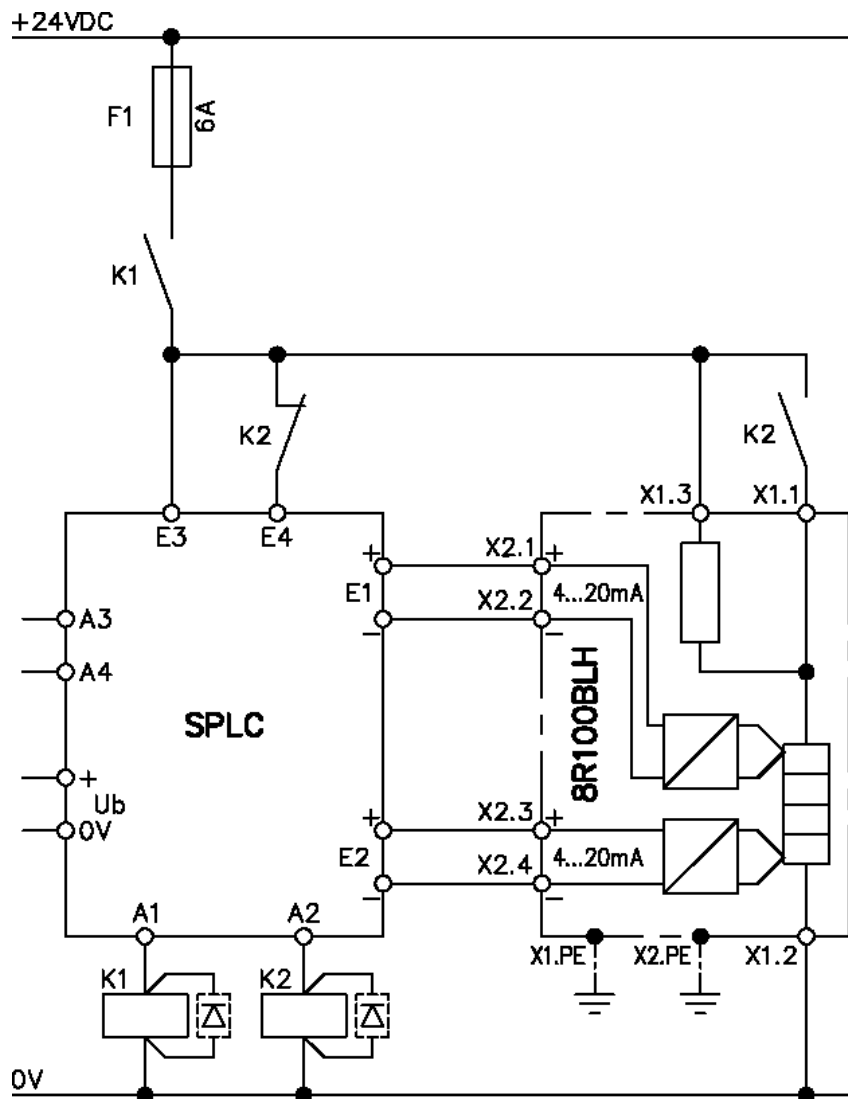 +24VDC
F1
6A
K1
K2
K2
X1.3
X1.1
E3
E4
X2.1
+
+
E1
4...20mA
X2.2
−
−
A3
A4
SPLC
8R100BLH
+
Ub
0V
X2.3
+
+
E2
4...20mA
X2.4
−
−
A1
A2
X1.PE
X2.PE
X1.2
K1
K2
0V